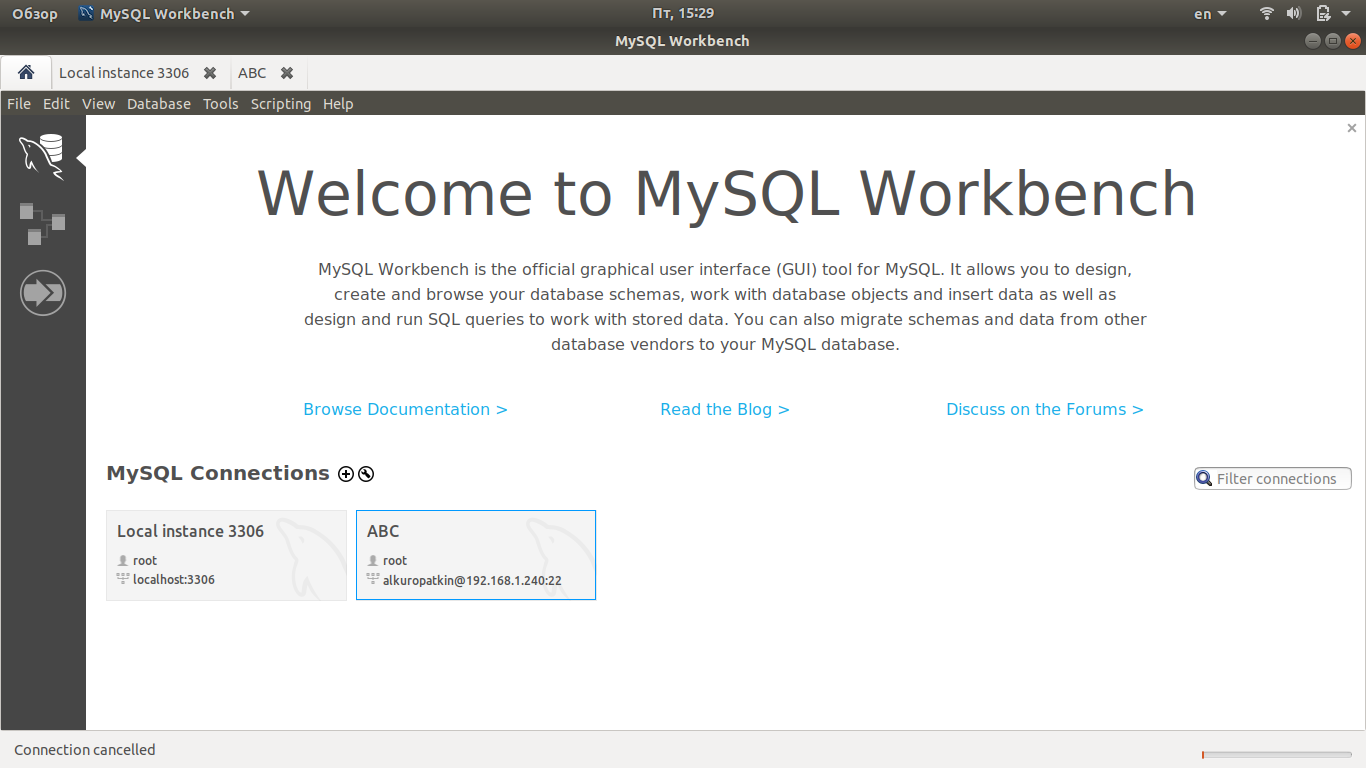 Обзор MySQL Workbench Пт, 15:29 en
MySQL Workbench
Local instance 3306 ABC
File Edit View Database Tools Scripting Help
Welcome to MySQL Workbench
MySQL Workbench is the official graphical user interface (GUI) tool for MySQL. It allows you to design,
create and browse your database schemas, work with database objects and insert data as well as
design and run SQL queries to work with stored data. You can also migrate schemas and data from other
database vendors to your MySQL database.
Browse Documentation > Read the Blog > Discuss on the Forums >
MySQL Connections Filter connections
Local instance 3306
root
localhost:3306
ABC
root
alkuropatkin@192.168.1.240:22
Connection cancelled